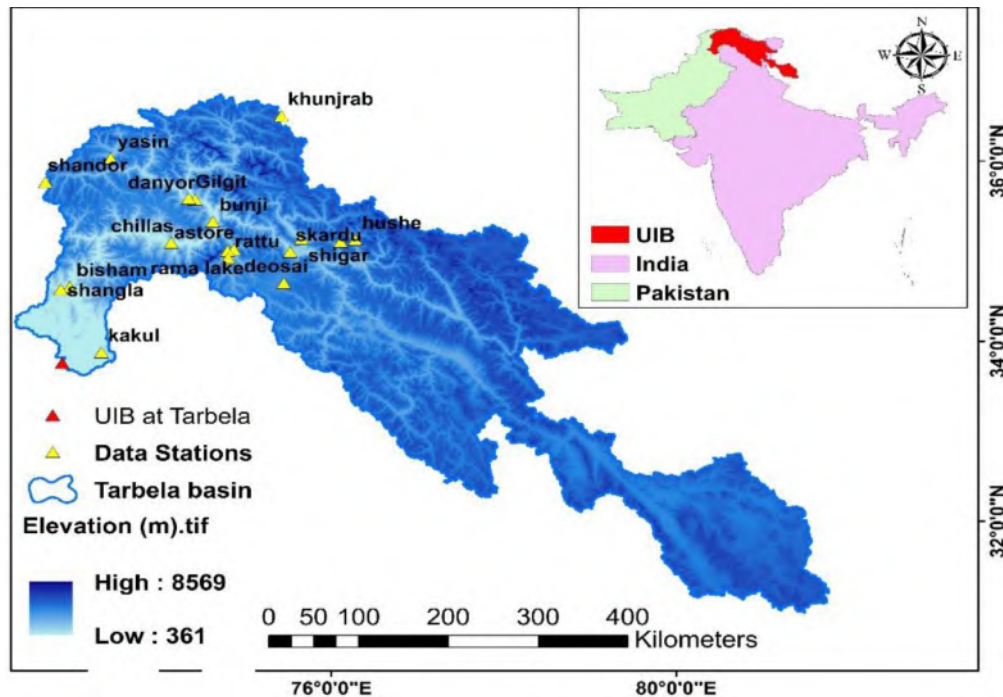 khunjrab
yasin
shandor
danyor Gilgit
bunji
chillas astore rattu skardu hushe
bisham rama lake deosai shigar
shangla
kakul
UIB at Tarbela
Data Stations
Tarbela basin
Elevation (m).tif
High : 8569
Low : 361
0 50 100 200 300 400
Kilometers
N
W E
S
UIB
India
Pakistan
36°0'0"N
34°0'0"N
32°0'0"N
76°0'0"E 80°0'0"E